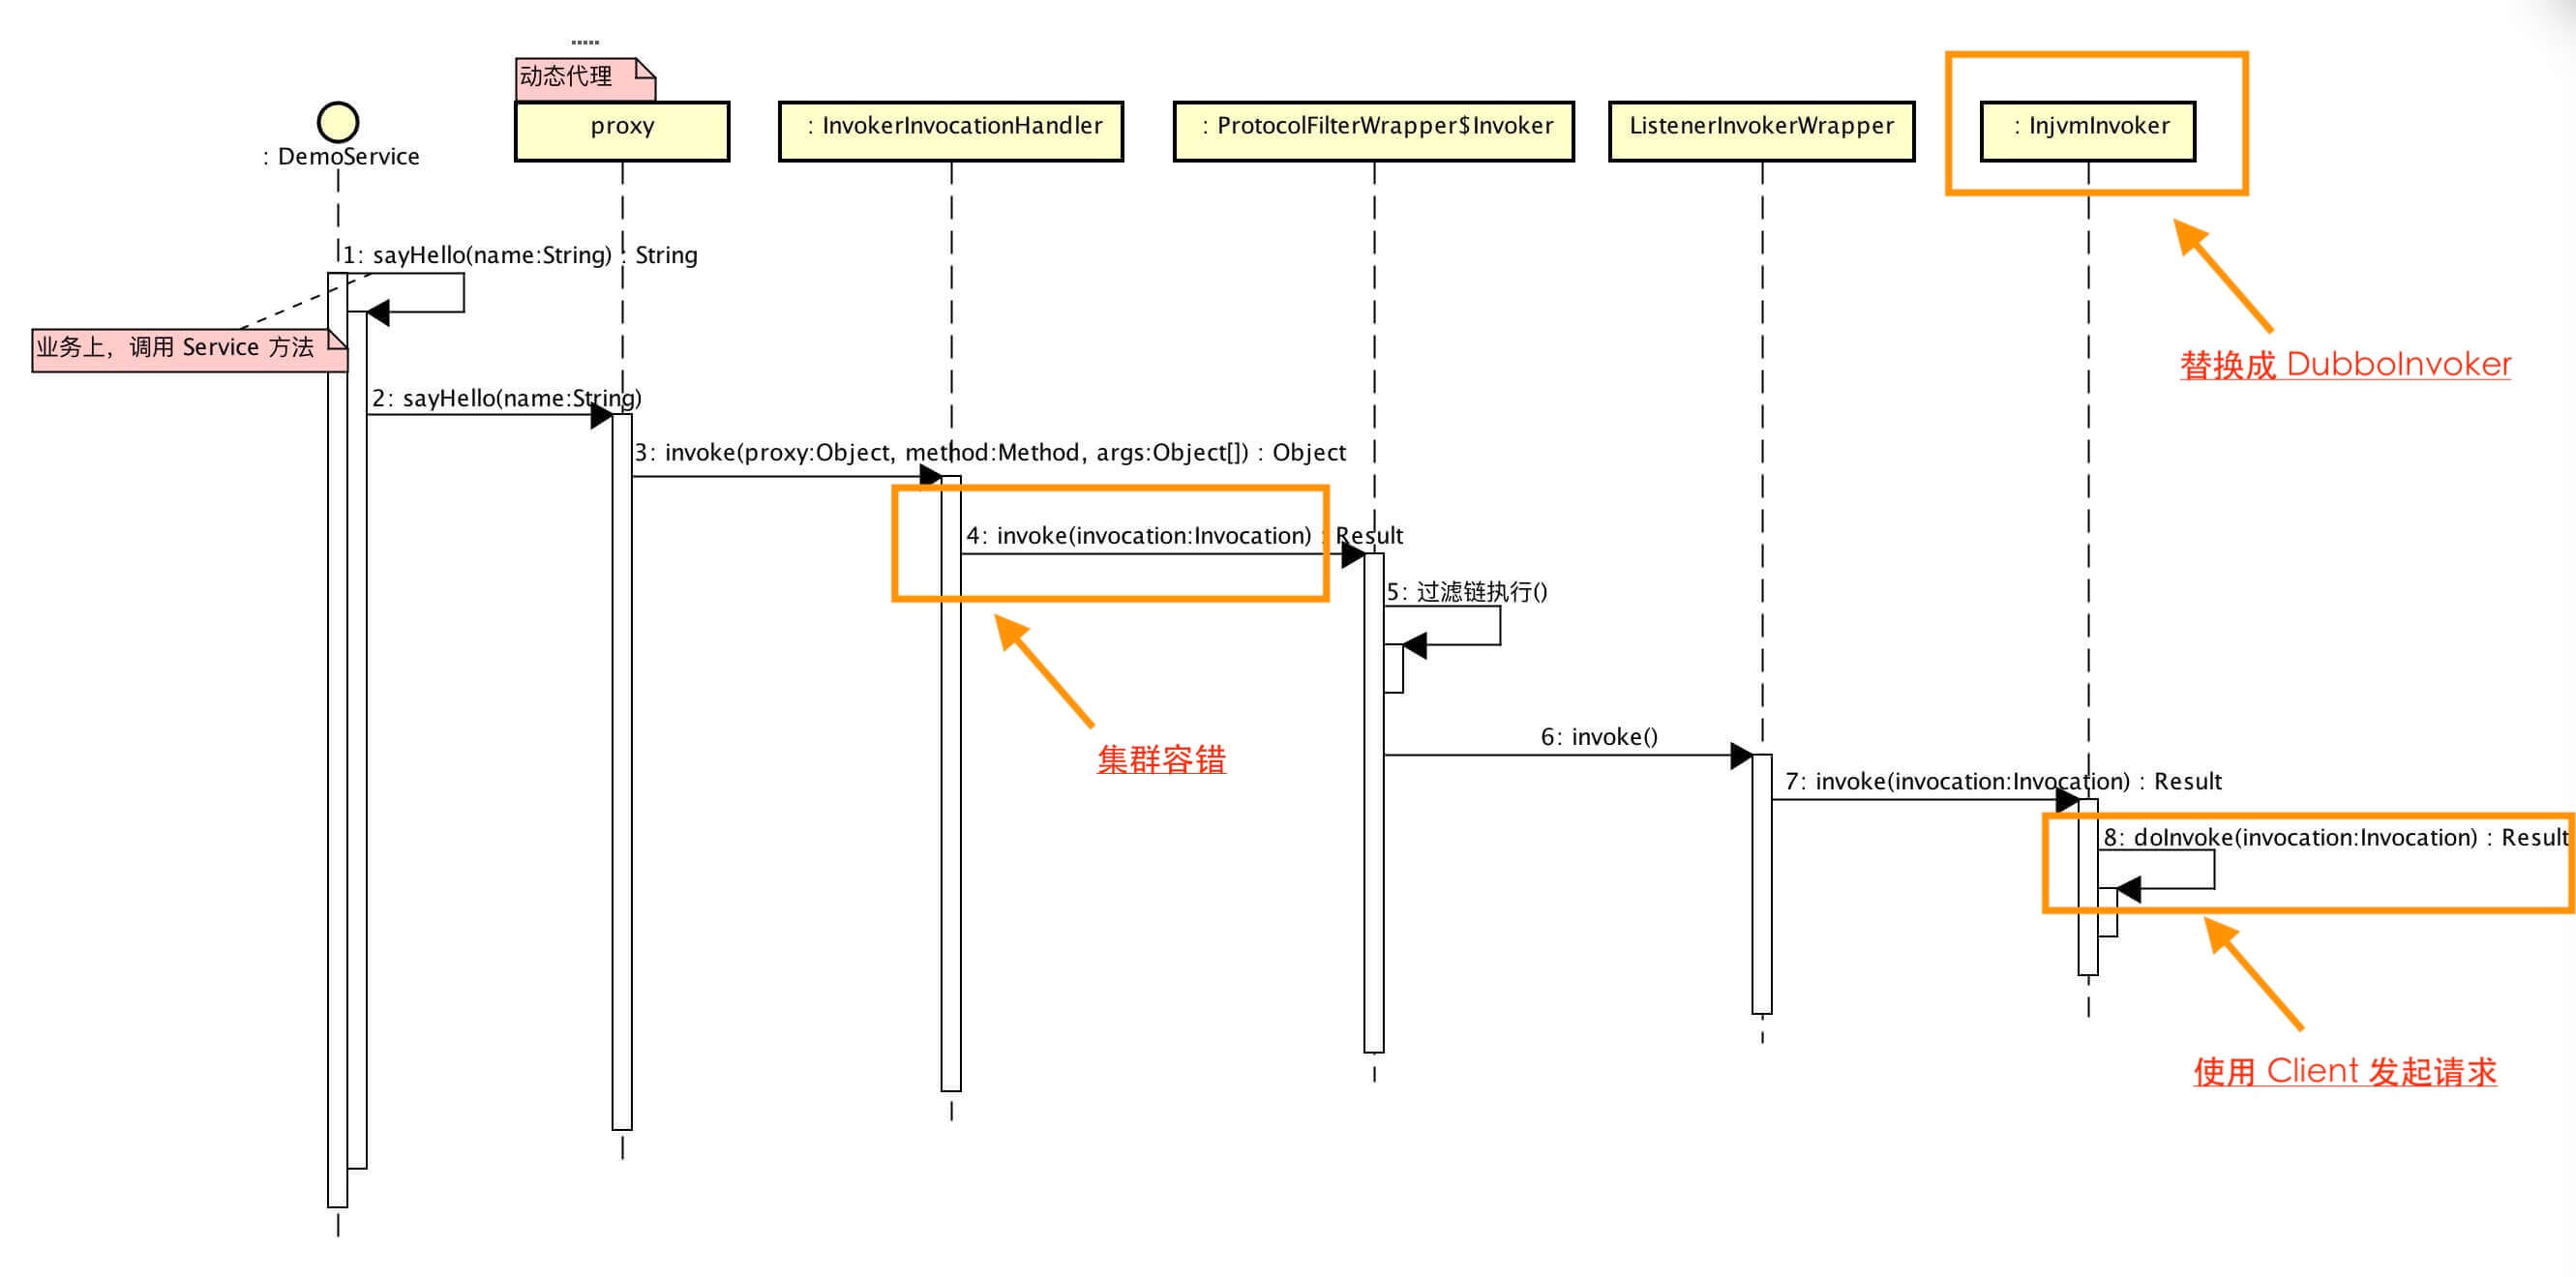 动态代理
: DemoService
proxy
: InvokerInvocationHandler
: ProtocolFilterWrapper$Invoker
ListenerInvokerWrapper
: InjvmInvoker
1: sayHello(name:String) : String
业务上，调用 Service 方法
替换成 DubboInvoker
2: sayHello(name:String)
3: invoke(proxy:Object, method:Method, args:Object[]) : Object
4: invoke(invocation:Invocation) : Result
5: 过滤链执行()
集群容错
6: invoke()
7: invoke(invocation:Invocation) : Result
8: doInvoke(invocation:Invocation) : Result
使用 Client 发起请求